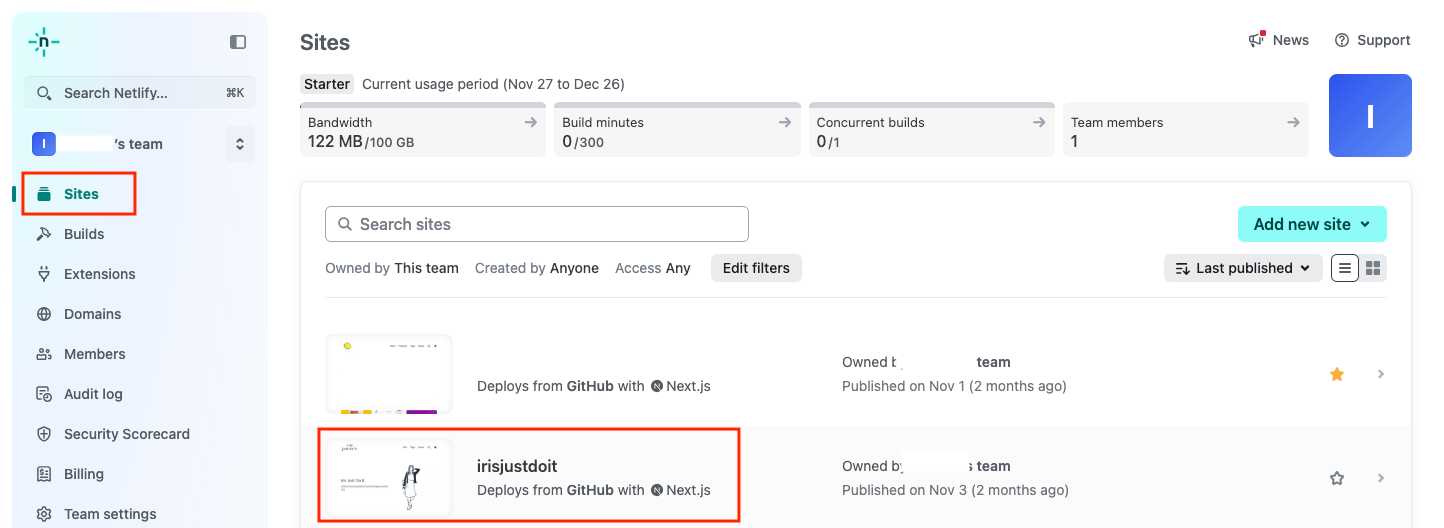 n
Search Netlify... ⌘K
I 's team
Sites
Builds
Extensions
Domains
Members
Audit log
Security Scorecard
Billing
Team settings
Sites
News
Support
Starter Current usage period (Nov 27 to Dec 26)
Bandwidth
122 MB/100 GB
Build minutes
0/300
Concurrent builds
0/1
Team members
1
I
Search sites
Add new site
Owned by This team Created by Anyone Access Any Edit filters
Last published
Deploys from GitHub with Next.js
Owned team
Published on Nov 1 (2 months ago)
irisjustdoit
Deploys from GitHub with Next.js
Owned by s team
Published on Nov 3 (2 months ago)